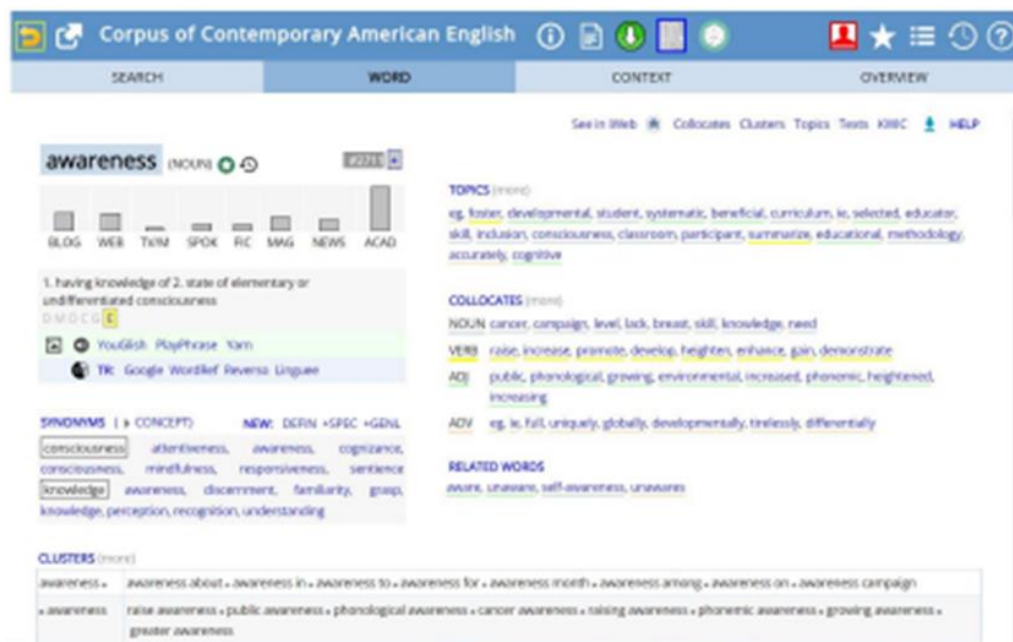 Corpus of Contemporary American English
SEARCH WORD CONTEXT OVERVIEW
See in Web Collocates Clusters Topics Texts KWIC HELP
awareness (NOUN)
BLOG WEB TV/M SPOK FIC MAG NEWS ACAD
1. having knowledge of 2. state of elementary or
undifferentiated consciousness
D M O C G E
YouGlish PlayPhrase Yarn
TR: Google WordRef Reverso Linguee
SYNONYMS ( CONCEPT) NEW: DEFIN +SPEC +GENL
consciousness attentiveness, awareness, cognizance,
consciousness, mindfulness, responsiveness, sentience
knowledge awareness, discernment, familiarity, grasp,
knowledge, perception, recognition, understanding
TOPICS (more)
eg, foster, developmental, student, systematic, beneficial, curriculum, ie, selected, educator,
skill, inclusion, consciousness, classroom, participant, summarize, educational, methodology,
accurately, cognitive
COLLOCATES (more)
NOUN cancer, campaign, level, lack, breast, skill, knowledge, need
VERB raise, increase, promote, develop, heighten, enhance, gain, demonstrate
ADJ public, phonological, growing, environmental, increased, phonemic, heightened,
increasing
ADV eg, ie, full, uniquely, globally, developmentally, tirelessly, differentially
RELATED WORDS
aware, unaware, self-awareness, unawares
CLUSTERS (more)
awareness • awareness about • awareness in • awareness to • awareness for • awareness month • awareness among • awareness on • awareness campaign
• awareness raise awareness • public awareness • phonological awareness • cancer awareness • raising awareness • phonemic awareness • growing awareness •
greater awareness